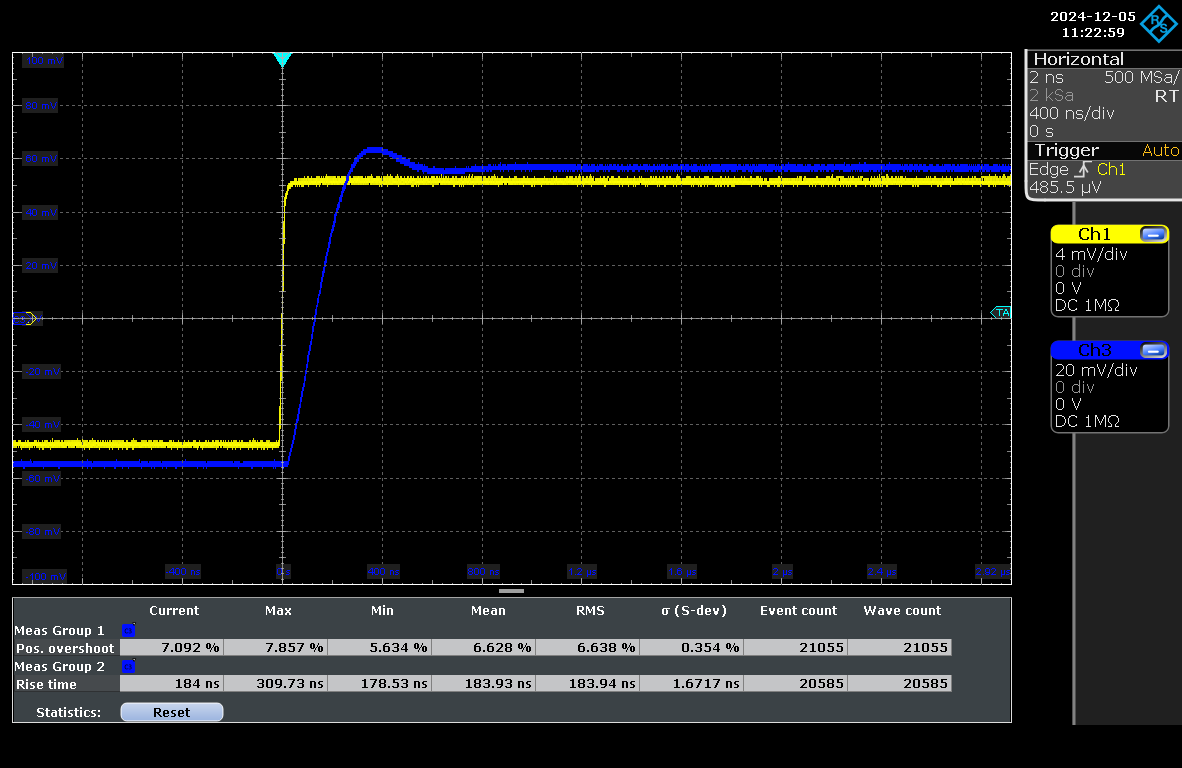 2024-12-05
11:22:59
R S
Horizontal
2 ns 500 MSa/
2 kSa RT
400 ns/div
0 s
Trigger Auto
Edge Ch1
485.5 µV
TA
Ch1
4 mV/div
0 div
0 V
DC 1MΩ
Ch3
20 mV/div
0 div
0 V
DC 1MΩ
Current Max Min Mean RMS σ (S-dev) Event count Wave count
Meas Group 1
Pos. overshoot 7.092 % 7.857 % 5.634 % 6.628 % 6.638 % 0.354 % 21055 21055
Meas Group 2
Rise time 184 ns 309.73 ns 178.53 ns 183.93 ns 183.94 ns 1.6717 ns 20585 20585
Statistics: Reset